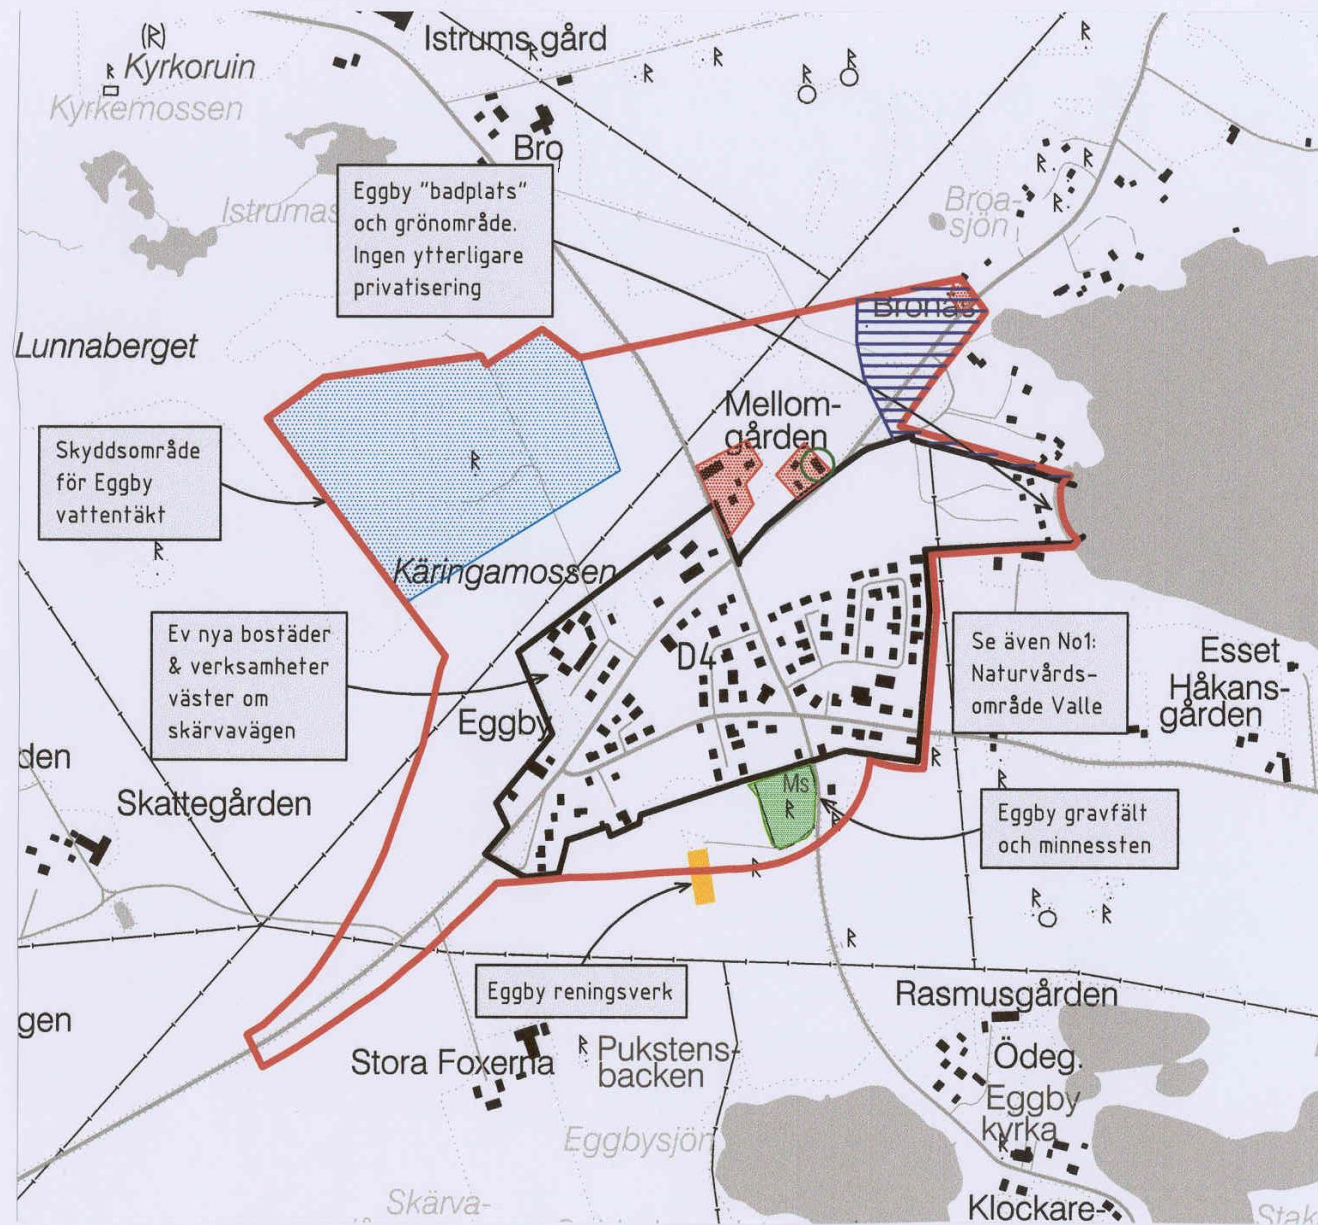 Istrums gård
(R)
Kyrkoruin
Kyrkemossen
Bro
Eggby "badplats"
och grönområde.
Ingen ytterligare
privatisering
Istrumas
Broa-
sjön
Bronäs
Lunnaberget
Mellom-
gården
Skyddsområde
för Eggby
vattentäkt
Käringamossen
Ev nya bostäder
& verksamheter
väster om
skärvavägen
D4
Se även No1:
Naturvårds-
område Valle
Esset
Håkans-
gården
Eggby
den
Skattegården
Ms
Eggby gravfält
och minnessten
Eggby reningsverk
Rasmusgården
gen
Stora Foxerna
Pukstens-
backen
Ödeg.
Eggby
kyrka
Eggbysjön
Skärva-
Klockare-
Stak